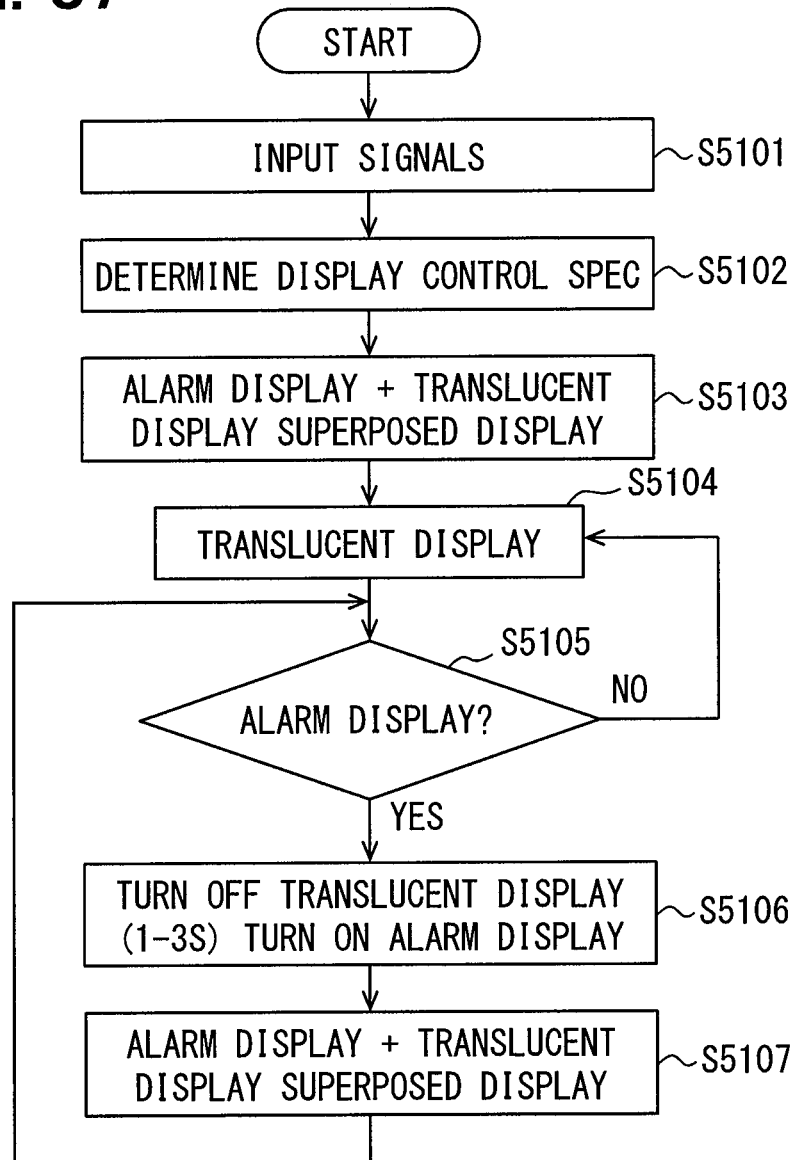 START
INPUT SIGNALS
S5101
DETERMINE DISPLAY CONTROL SPEC
S5102
ALARM DISPLAY + TRANSLUCENT
DISPLAY SUPERPOSED DISPLAY
S5103
S5104
TRANSLUCENT DISPLAY
S5105
ALARM DISPLAY?
NO
YES
TURN OFF TRANSLUCENT DISPLAY
(1-3S) TURN ON ALARM DISPLAY
S5106
ALARM DISPLAY + TRANSLUCENT
DISPLAY SUPERPOSED DISPLAY
S5107